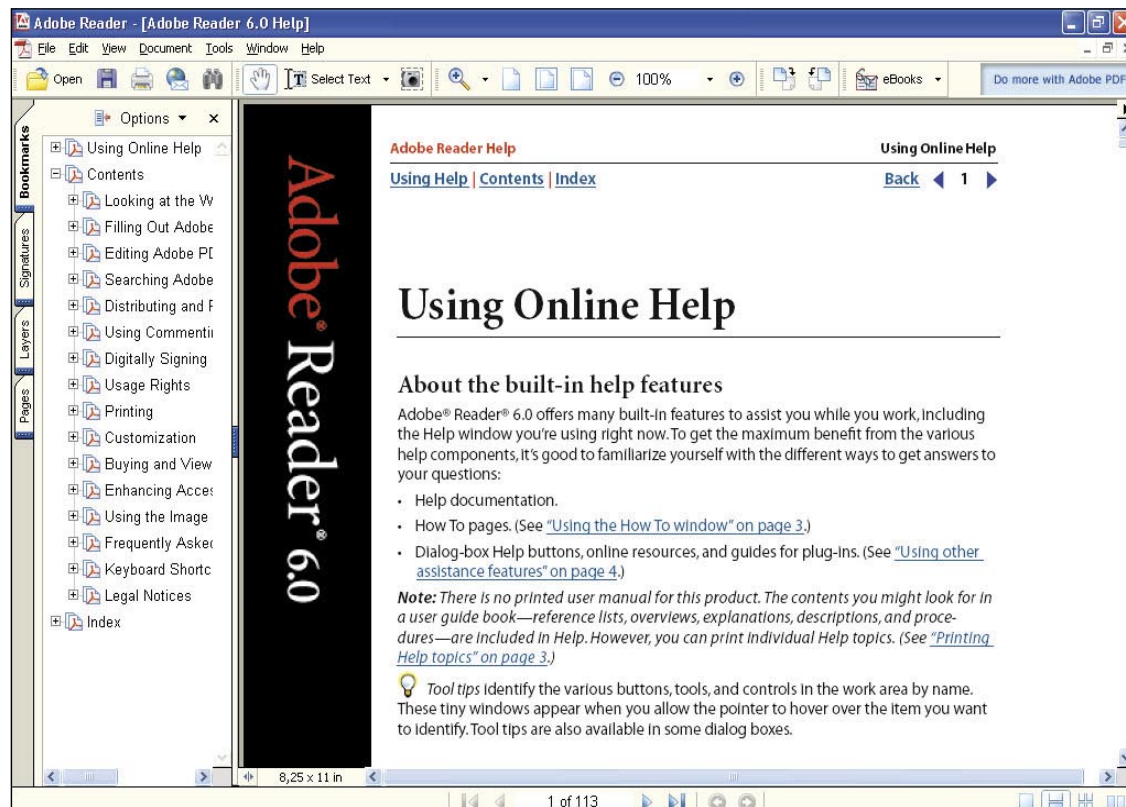 Adobe Reader - [Adobe Reader 6.0 Help]
File Edit View Document Tools Window Help
Open Select Text 100% eBooks Do more with Adobe PDF
Options
Bookmarks
Signatures
Layers
Pages
Using Online Help
Contents
Looking at the W
Filling Out Adobe
Editing Adobe PD
Searching Adobe
Distributing and F
Using Commentin
Digitally Signing
Usage Rights
Printing
Customization
Buying and View
Enhancing Acces
Using the Image
Frequently Asked
Keyboard Shortc
Legal Notices
Index
Adobe® Reader® 6.0
Adobe Reader Help Using Online Help
Using Help | Contents | Index Back 1
Using Online Help
About the built-in help features
Adobe® Reader® 6.0 offers many built-in features to assist you while you work, including
the Help window you're using right now. To get the maximum benefit from the various
help components, it's good to familiarize yourself with the different ways to get answers to
your questions:
• Help documentation.
• How To pages. (See "Using the How To window" on page 3.)
• Dialog-box Help buttons, online resources, and guides for plug-ins. (See "Using other
assistance features" on page 4.)
Note: There is no printed user manual for this product. The contents you might look for in
a user guide book—reference lists, overviews, explanations, descriptions, and proce-
dures—are included in Help. However, you can print individual Help topics. (See "Printing
Help topics" on page 3.)
Tool tips identify the various buttons, tools, and controls in the work area by name.
These tiny windows appear when you allow the pointer to hover over the item you want
to identify. Tool tips are also available in some dialog boxes.
8,25 x 11 in
1 of 113